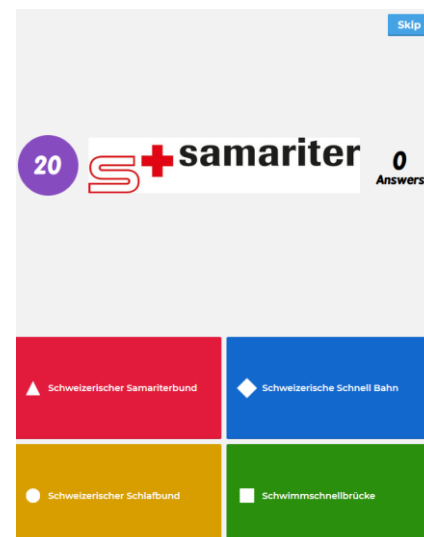 Skip
20
s+samariter
0
Answers
Schweizerischer Samariterbund
Schweizerische Schnell Bahn
Schweizerischer Schlafbund
Schwimmschnellbrücke